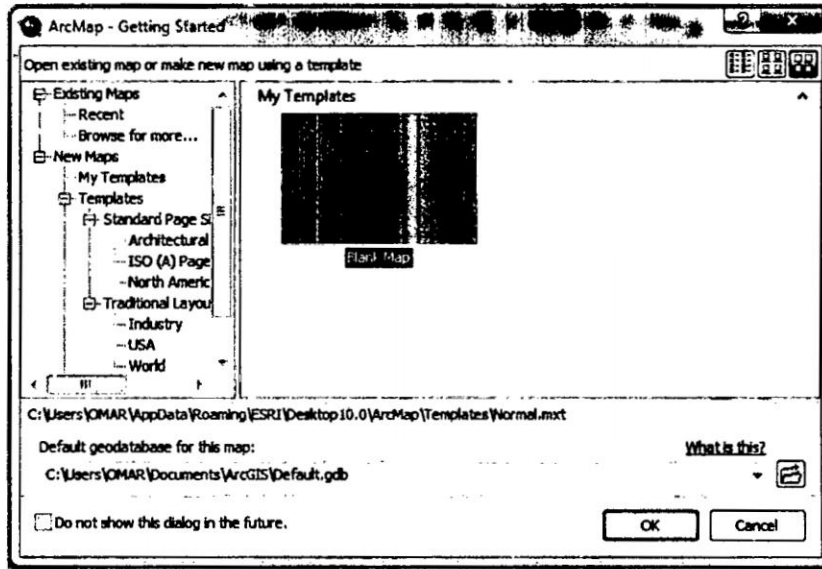 ArcMap - Getting Started
Open existing map or make new map using a template
Existing Maps
Recent
Browse for more...
New Maps
My Templates
Templates
Standard Page Si
Architectural
ISO (A) Page
North Americ
Traditional Layou
Industry
USA
World
My Templates
Blank Map
C:\Users\OMAR\AppData\Roaming\ESRI\Desktop10.0\ArcMap\Templates\Normal.mxt
Default geodatabase for this map:
What is this?
C:\Users\OMAR\Documents\ArcGIS\Default.gdb
Do not show this dialog in the future.
OK
Cancel